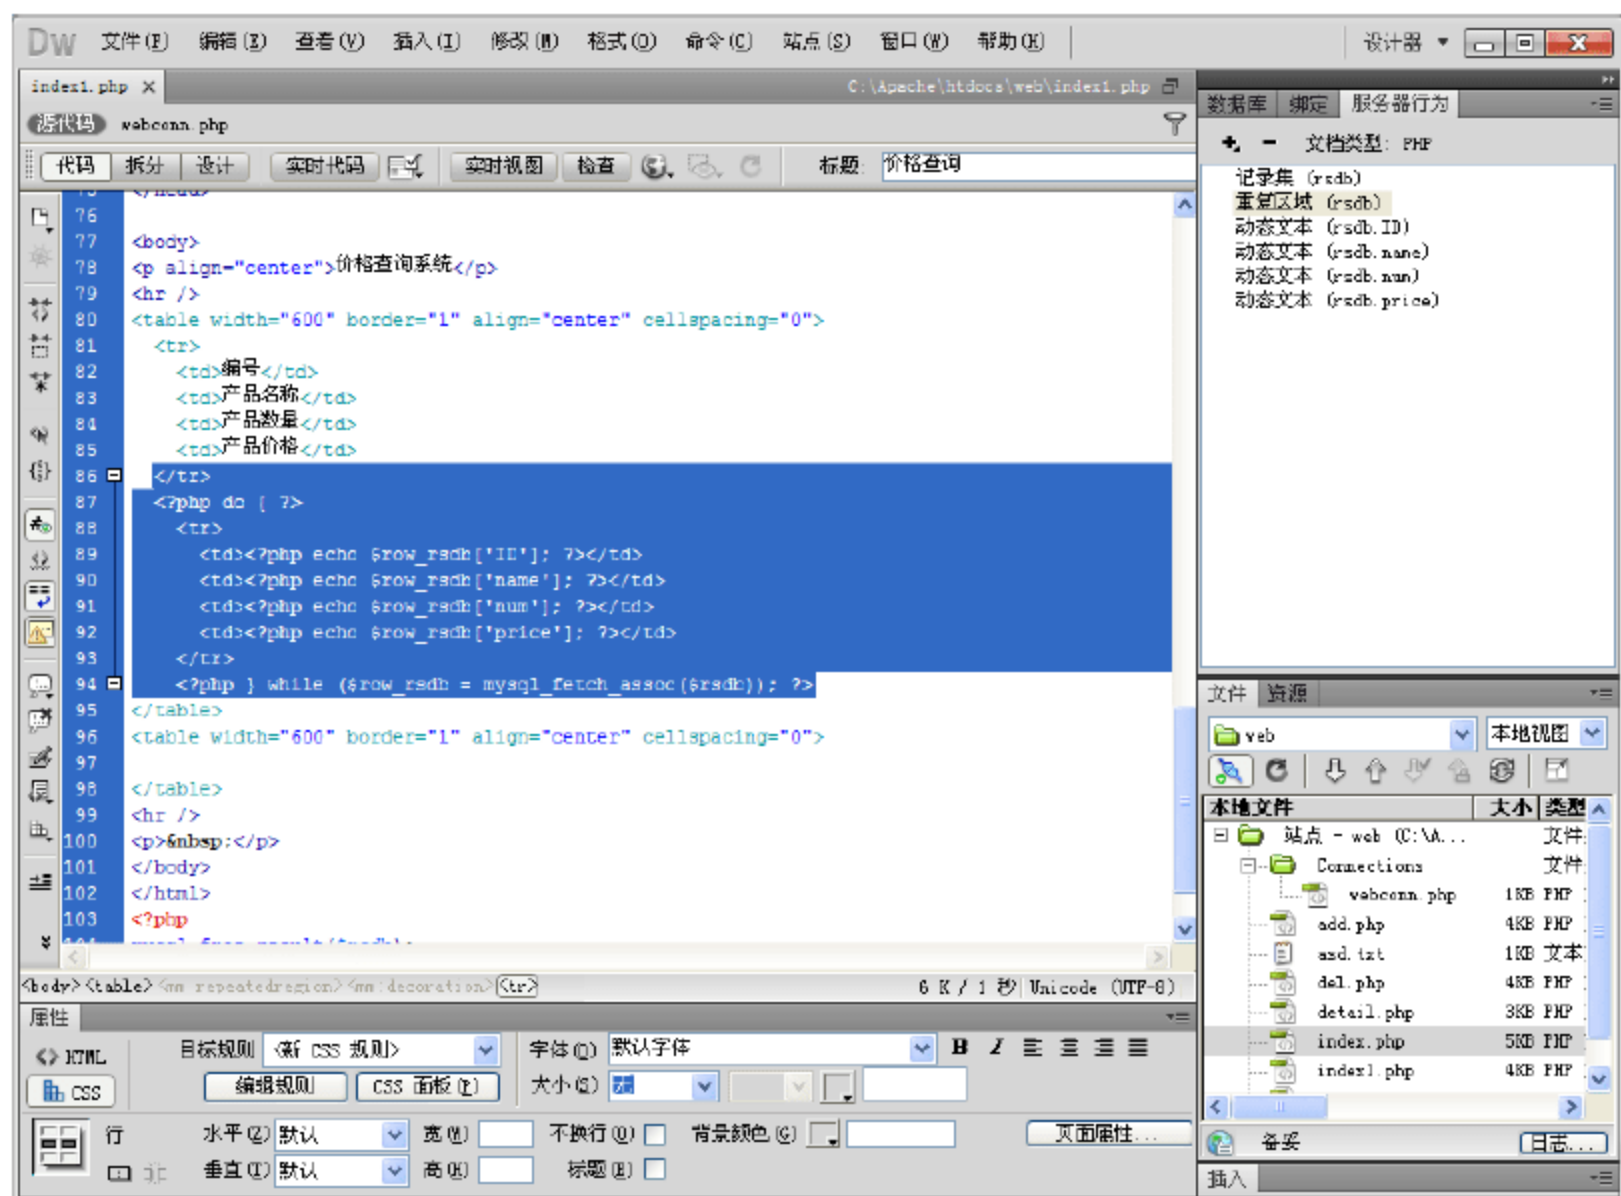 Dw 文件(F) 编辑(E) 查看(V) 插入(I) 修改(M) 格式(O) 命令(C) 站点(S) 窗口(W) 帮助(H) 设计器
index1.php C:\Apache\htdocs\web\index1.php
源代码 webconn.php
代码 拆分 设计 实时代码 实时视图 检查 标题: 价格查询
75 </head>
76
77 <body>
78 <p align="center">价格查询系统</p>
79 <hr />
80 <table width="600" border="1" align="center" cellspacing="0">
81 <tr>
82 <td>编号</td>
83 <td>产品名称</td>
84 <td>产品数量</td>
85 <td>产品价格</td>
86 </tr>
87 <?php do { ?>
88 <tr>
89 <td><?php echo $row_rsdb['ID']; ?></td>
90 <td><?php echo $row_rsdb['name']; ?></td>
91 <td><?php echo $row_rsdb['num']; ?></td>
92 <td><?php echo $row_rsdb['price']; ?></td>
93 </tr>
94 <?php } while ($row_rsdb = mysql_fetch_assoc($rsdb)); ?>
95 </table>
96 <table width="600" border="1" align="center" cellspacing="0">
97
98 </table>
99 <hr />
100 <p>&nbsp;</p>
101 </body>
102 </html>
103 <?php
<body> <table> <mm:repeatedregion> <mm:decoration> <tr> 6 K / 1 秒 Unicode (UTF-8)
属性
<> HTML 目标规则 <新 CSS 规则> 字体(O) 默认字体 B I
CSS 编辑规则 CSS 面板(P) 大小(S) 无
行 水平(Z) 默认 宽(W) 不换行(O) 背景颜色(G) 页面属性...
垂直(T) 默认 高(H) 标题(E)
数据库 绑定 服务器行为
文档类型: PHP
记录集 (rsdb)
重复区域 (rsdb)
动态文本 (rsdb.ID)
动态文本 (rsdb.name)
动态文本 (rsdb.num)
动态文本 (rsdb.price)
文件 资源
web 本地视图
本地文件 大小 类型
站点 - web (C:\A... 文件
Connections 文件
webconn.php 1KB PHP
add.php 4KB PHP
asd.txt 1KB 文本
del.php 4KB PHP
detail.php 3KB PHP
index.php 5KB PHP
index1.php 4KB PHP
备妥 日志...
插入